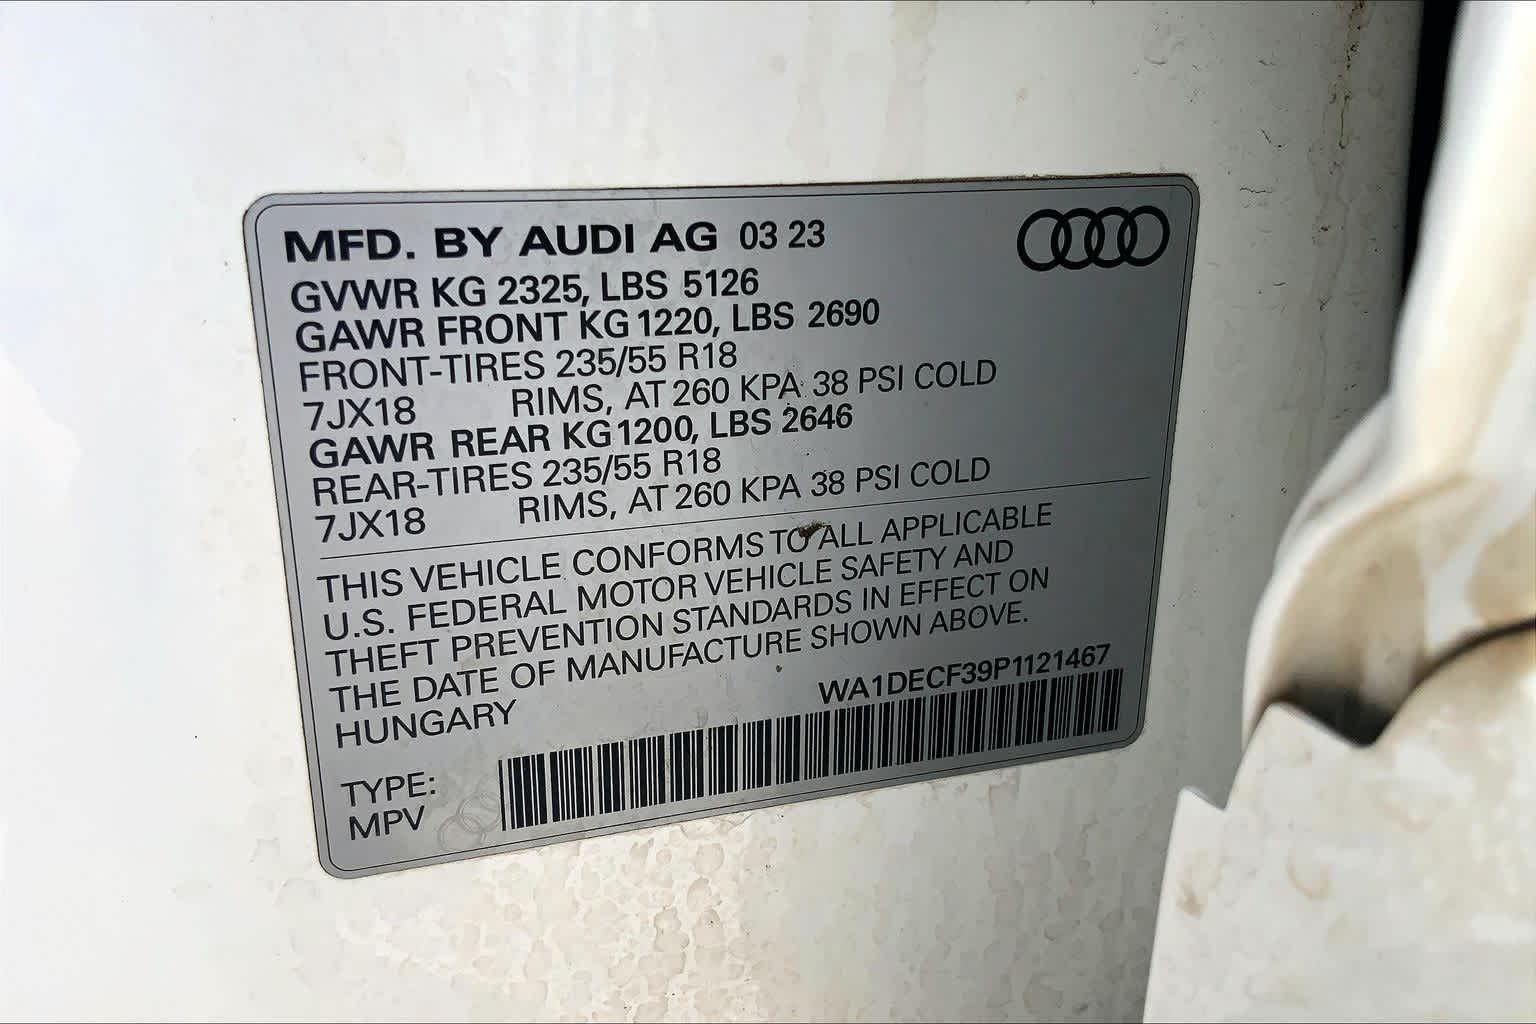 MFD. BY AUDI AG 03 23
GVWR KG 2325, LBS 5126
GAWR FRONT KG 1220, LBS 2690
FRONT-TIRES 235/55 R18
7JX18 RIMS, AT 260 KPA 38 PSI COLD
GAWR REAR KG 1200, LBS 2646
REAR-TIRES 235/55 R18
7JX18 RIMS, AT 260 KPA 38 PSI COLD
THIS VEHICLE CONFORMS TO ALL APPLICABLE
U.S. FEDERAL MOTOR VEHICLE SAFETY AND
THEFT PREVENTION STANDARDS IN EFFECT ON
THE DATE OF MANUFACTURE SHOWN ABOVE.
HUNGARY
WA1DECF39P1121467
TYPE:
MPV